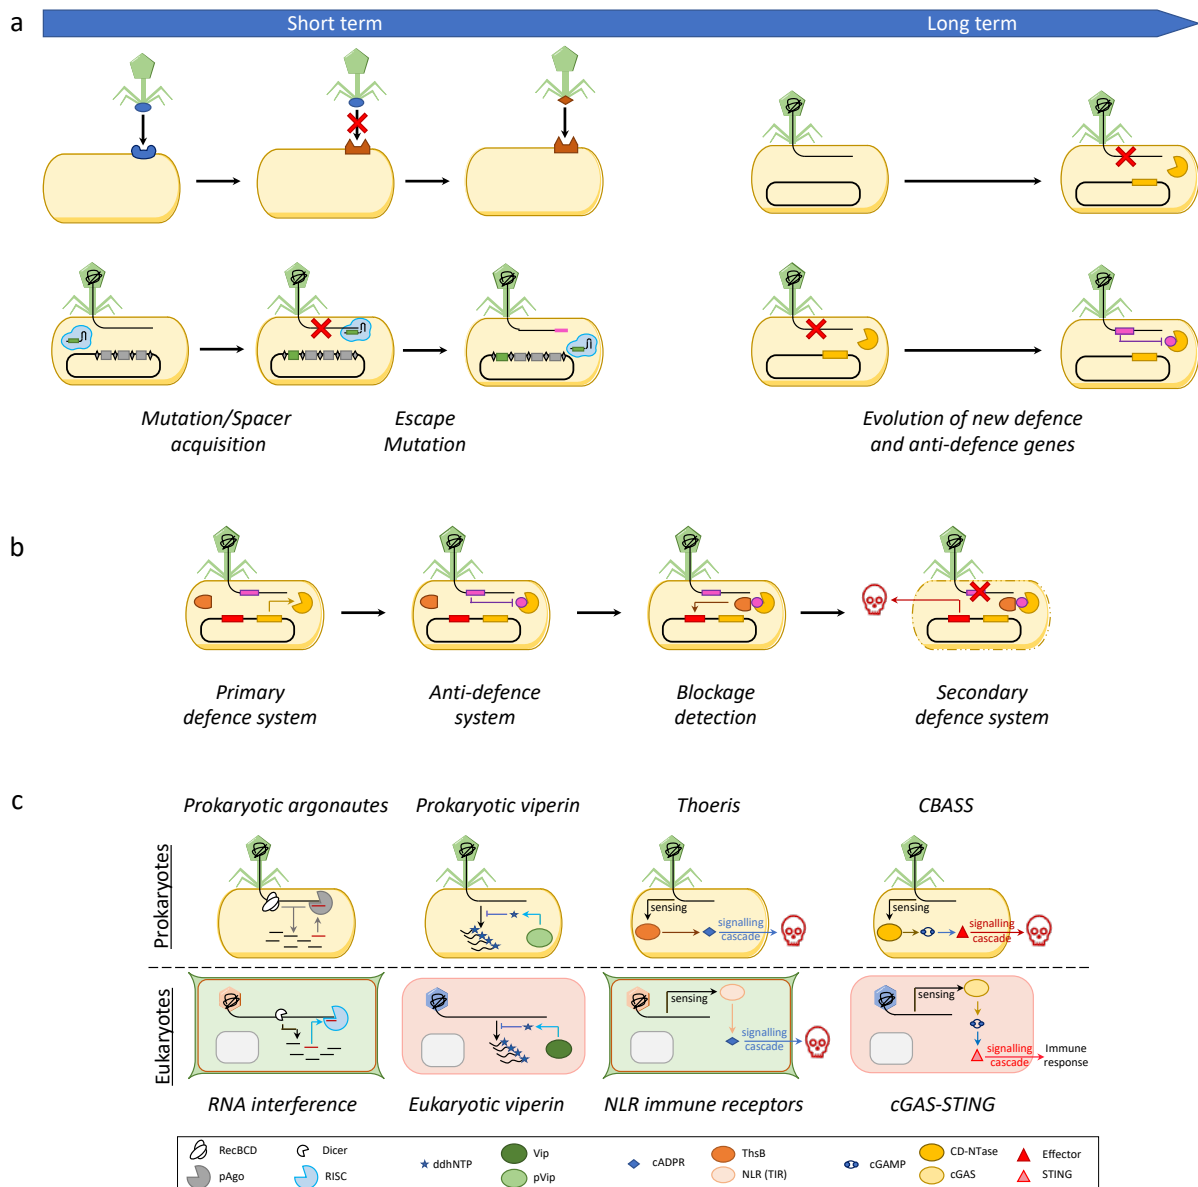 a
Short term
Long term
Mutation/Spacer
acquisition
Escape
Mutation
Evolution of new defence
and anti-defence genes
b
Primary
defence system
Anti-defence
system
Blockage
detection
Secondary
defence system
c
Prokaryotic argonautes
Prokaryotic viperin
Thoeris
CBASS
Prokaryotes
sensing
signalling
cascade
sensing
signalling
cascade
Eukaryotes
sensing
signalling
cascade
sensing
signalling
cascade
Immune
response
RNA interference
Eukaryotic viperin
NLR immune receptors
cGAS-STING
RecBCD
pAgo
Dicer
RISC
ddhNTP
Vip
pVip
cADPR
ThsB
NLR (TIR)
cGAMP
CD-NTase
cGAS
Effector
STING